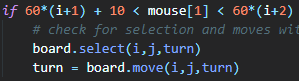 if 60*(i+1) + 10 < mouse[1] < 60*(i+2)
# check for selection and moves wit
board.select(i,j,turn)
turn = board.move(i,j,turn)